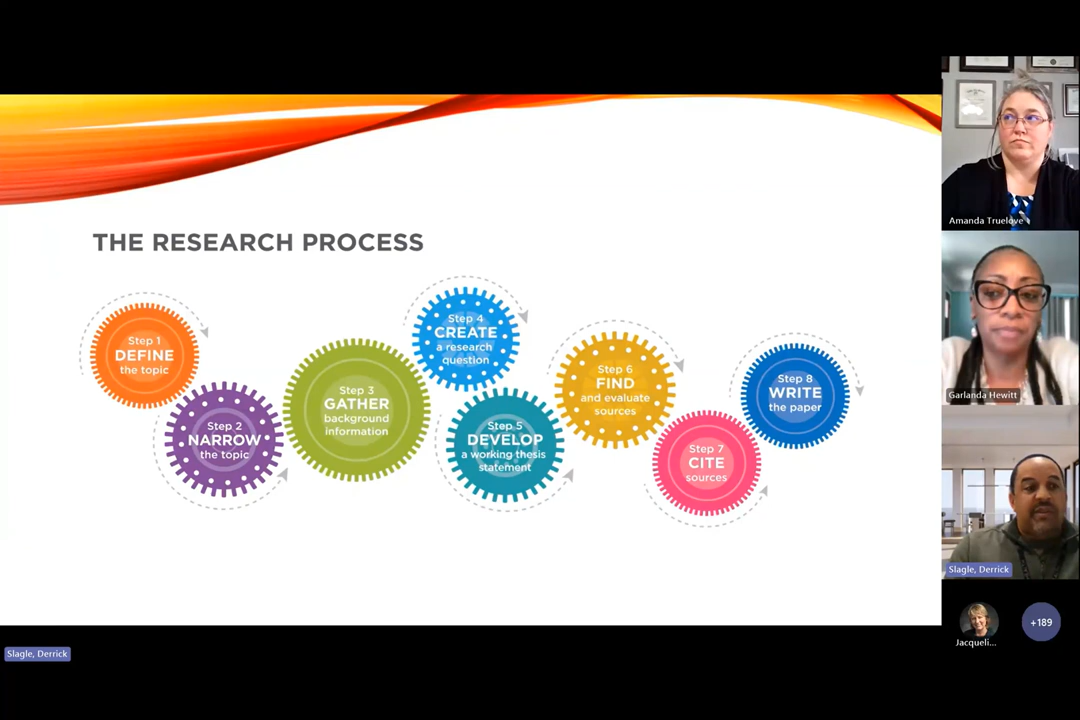 THE RESEARCH PROCESS
Step 1
DEFINE
the topic
Step 2
NARROW
the topic
Step 3
GATHER
background
information
Step 4
CREATE
a research
question
Step 5
DEVELOP
a working thesis
statement
Step 6
FIND
and evaluate
sources
Step 7
CITE
sources
Step 8
WRITE
the paper
Amanda Truelove
Garlanda Hewitt
Slagle, Derrick
Jacqueli...
+189
Slagle, Derrick